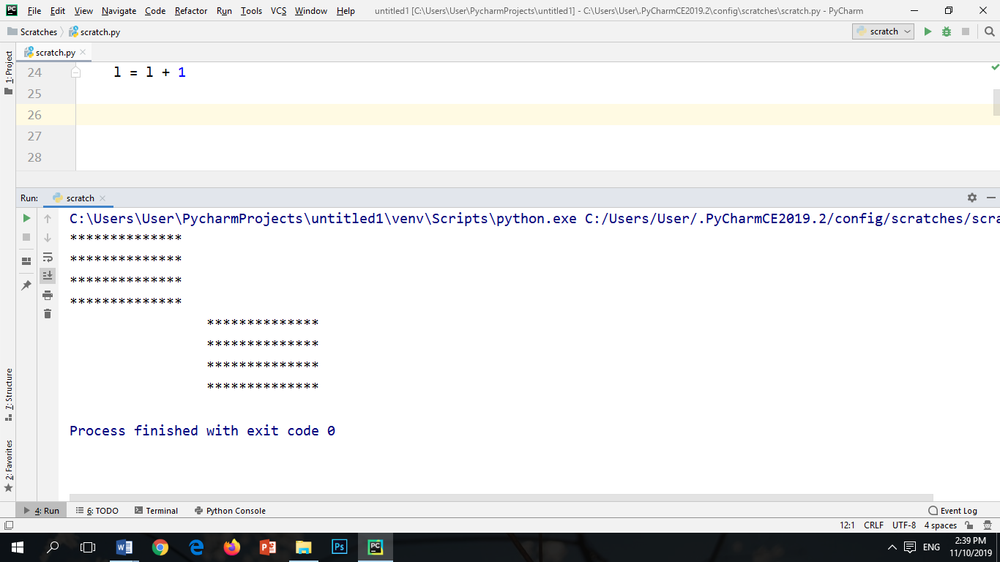 File Edit View Navigate Code Refactor Run Tools VCS Window Help untitled1 [C:\Users\User\PycharmProjects\untitled1] - C:\Users\User\.PyCharmCE2019.2\config\scratches\scratch.py - PyCharm
Scratches scratch.py scratch
1: Project
scratch.py
24 l = l + 1
25
26
27
28
Run: scratch
C:\Users\User\PycharmProjects\untitled1\venv\Scripts\python.exe C:/Users/User/.PyCharmCE2019.2/config/scratches/scra
**************
**************
**************
**************
                 **************
                 **************
                 **************
                 **************
Process finished with exit code 0
7: Structure
2: Favorites
4: Run 6: TODO Terminal Python Console Event Log
12:1 CRLF UTF-8 4 spaces
W P Ps PC ENG 2:39 PM
11/10/2019